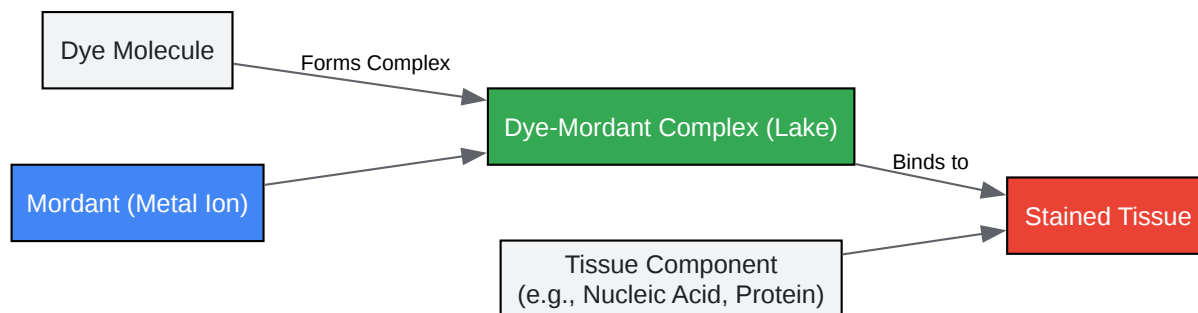 Dye Molecule
Forms Complex
Dye-Mordant Complex (Lake)
Mordant (Metal Ion)
Binds to
Stained Tissue
Tissue Component
(e.g., Nucleic Acid, Protein)